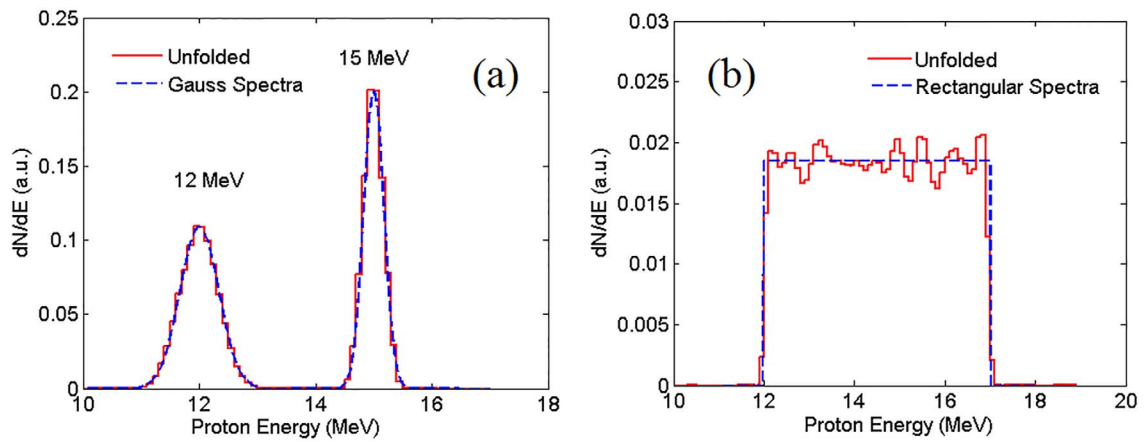 0.25
0.2
0.15
0.1
0.05
0
dN/dE (a.u.)
Unfolded
Gauss Spectra
12 MeV
15 MeV
(a)
10 12 14 16 18
Proton Energy (MeV)
0.03
0.025
0.02
0.015
0.01
0.005
0
dN/dE (a.u.)
(b)
Unfolded
Rectangular Spectra
10 12 14 16 18 20
Proton Energy (MeV)